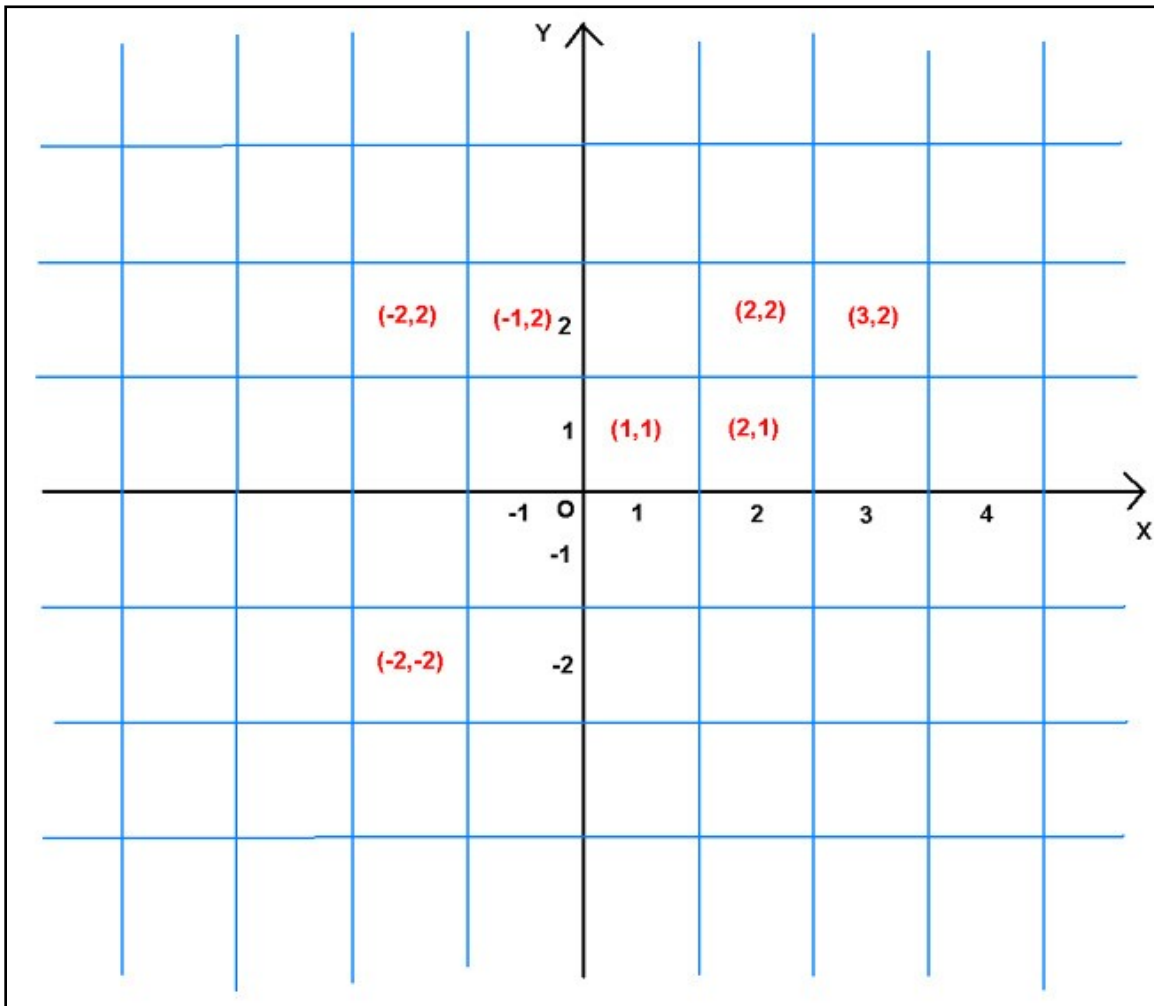 Y
(-2,2) (-1,2) 2 (2,2) (3,2)
1 (1,1) (2,1)
-1 O 1 2 3 4
X
-1
(-2,-2) -2